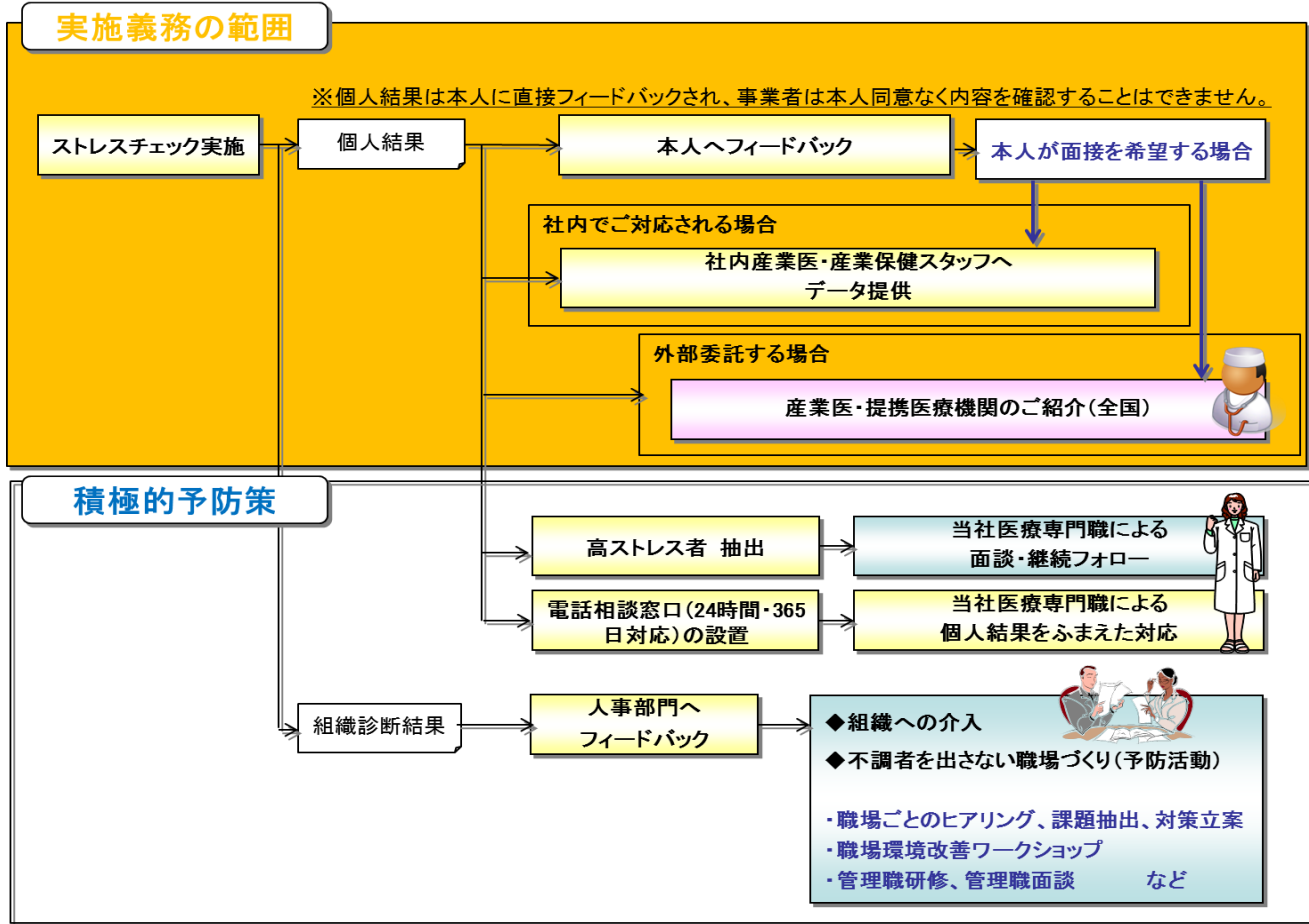 実施義務の範囲
※個人結果は本人に直接フィードバックされ、事業者は本人同意なく内容を確認することはできません。
ストレスチェック実施
個人結果
本人へフィードバック
本人が面接を希望する場合
社内でご対応される場合
社内産業医・産業保健スタッフへ
データ提供
外部委託する場合
産業医・提携医療機関のご紹介(全国)
積極的予防策
高ストレス者 抽出
当社医療専門職による
面談・継続フォロー
電話相談窓口(24時間・365
日対応)の設置
当社医療専門職による
個人結果をふまえた対応
組織診断結果
人事部門へ
フィードバック
◆組織への介入
◆不調者を出さない職場づくり(予防活動)
・職場ごとのヒアリング、課題抽出、対策立案
・職場環境改善ワークショップ
・管理職研修、管理職面談 など